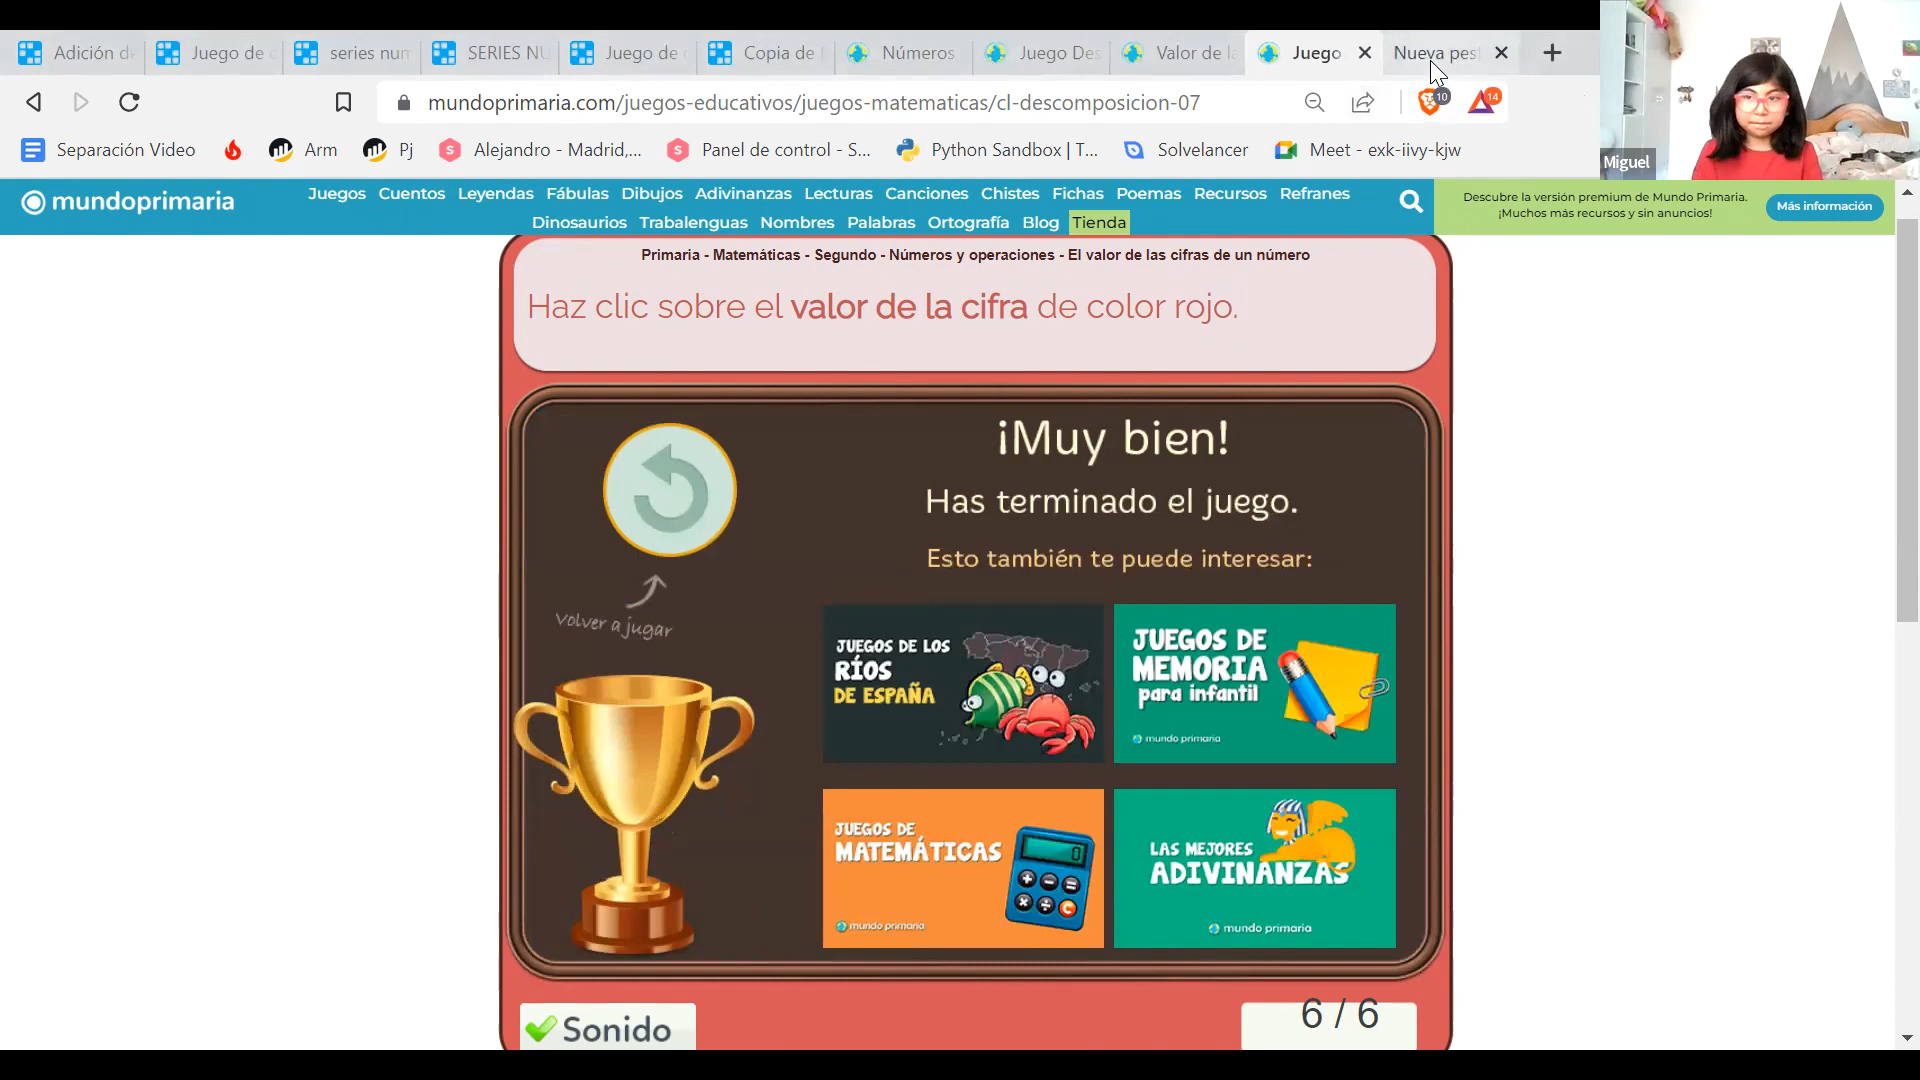 Adición d
Juego de c
series num
SERIES NU
Juego de c
Copia de
Números
Juego Des
Valor de la
Juego
Nueva pes
mundoprimaria.com/juegos-educativos/juegos-matematicas/cl-descomposicion-07
10
14
Separación Video
Arm
Pj
Alejandro - Madrid,...
Panel de control - S...
Python Sandbox | T...
Solvelancer
Meet - exk-iivy-kjw
Miguel
mundoprimaria
Juegos Cuentos Leyendas Fábulas Dibujos Adivinanzas Lecturas Canciones Chistes Fichas Poemas Recursos Refranes
Dinosaurios Trabalenguas Nombres Palabras Ortografía Blog Tienda
Descubre la versión premium de Mundo Primaria.
¡Muchos más recursos y sin anuncios!
Más información
Primaria - Matemáticas - Segundo - Números y operaciones - El valor de las cifras de un número
Haz clic sobre el valor de la cifra de color rojo.
¡Muy bien!
Has terminado el juego.
Esto también te puede interesar:
Volver a jugar
JUEGOS DE LOS
RÍOS
DE ESPAÑA
JUEGOS DE
MEMORIA
para infantil
mundo primaria
JUEGOS DE
MATEMÁTICAS
mundo primaria
LAS MEJORES
ADIVINANZAS
mundo primaria
Sonido
6 / 6